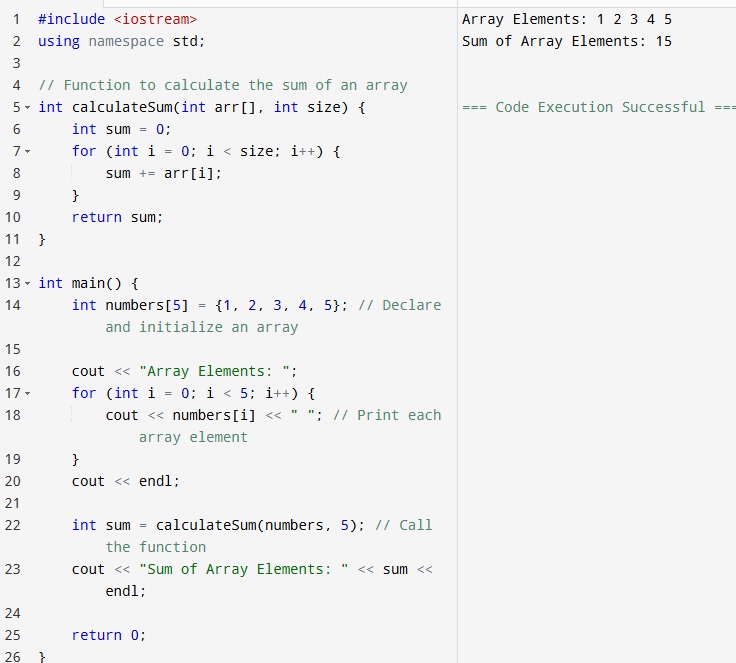 1 #include <iostream>
2 using namespace std;
3
4 // Function to calculate the sum of an array
5 int calculateSum(int arr[], int size) {
6     int sum = 0;
7     for (int i = 0; i < size; i++) {
8         sum += arr[i];
9     }
10     return sum;
11 }
12
13 int main() {
14     int numbers[5] = {1, 2, 3, 4, 5}; // Declare
        and initialize an array
15
16     cout << "Array Elements: ";
17     for (int i = 0; i < 5; i++) {
18         cout << numbers[i] << " "; // Print each
            array element
19     }
20     cout << endl;
21
22     int sum = calculateSum(numbers, 5); // Call
        the function
23     cout << "Sum of Array Elements: " << sum <<
        endl;
24
25     return 0;
26 }
Array Elements: 1 2 3 4 5
Sum of Array Elements: 15
=== Code Execution Successful ===